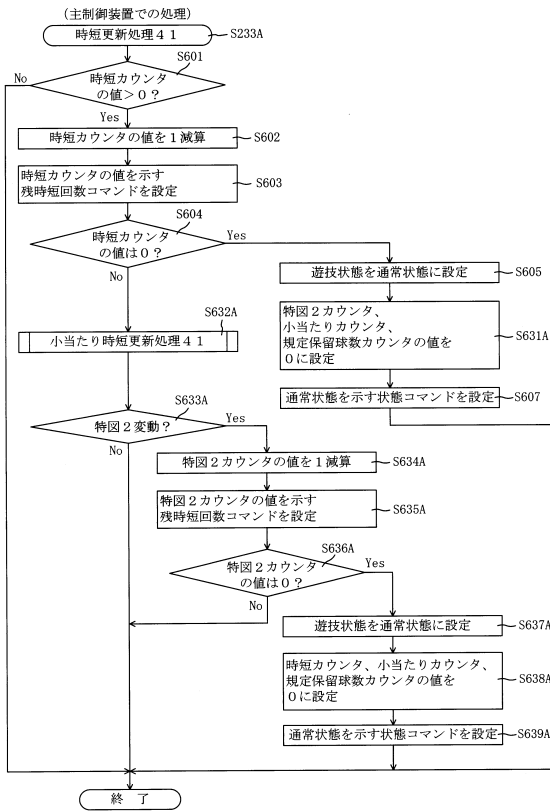 (主制御装置での処理)
時短更新処理41
S233A
S601
時短カウンタ
の値>0?
No
Yes
時短カウンタの値を1減算
S602
時短カウンタの値を示す
残時短回数コマンドを設定
S603
S604
時短カウンタ
の値は0?
Yes
No
遊技状態を通常状態に設定
S605
特図2カウンタ、
小当たりカウンタ、
規定保留球数カウンタの値を
0に設定
S631A
通常状態を示す状態コマンドを設定
S607
S632A
小当たり時短更新処理41
S633A
特図2変動?
Yes
No
特図2カウンタの値を1減算
S634A
特図2カウンタの値を示す
残時短回数コマンドを設定
S635A
S636A
特図2カウンタ
の値は0?
Yes
No
遊技状態を通常状態に設定
S637A
時短カウンタ、小当たりカウンタ、
規定保留球数カウンタの値を
0に設定
S638A
通常状態を示す状態コマンドを設定
S639A
終了